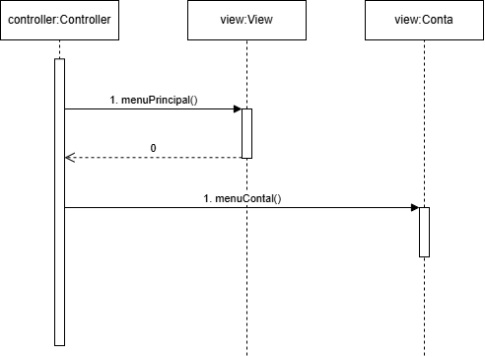 controller:Controller
view:View
view:Conta
1. menuPrincipal()
0
1. menuContal()